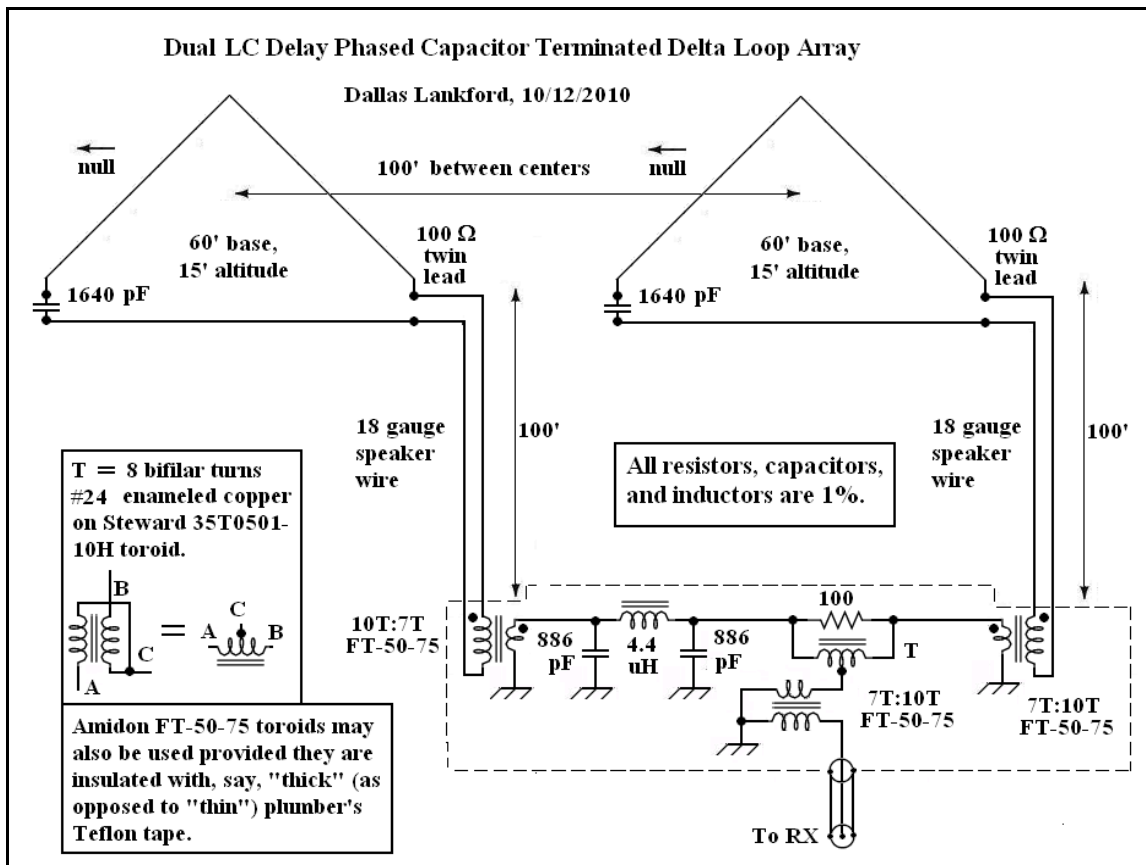 Dual LC Delay Phased Capacitor Terminated Delta Loop Array
Dallas Lankford, 10/12/2010
null
100' between centers
null
60' base,
15' altitude
100 Ω
twin
lead
60' base,
15' altitude
100 Ω
twin
lead
1640 pF
1640 pF
18 gauge
speaker
wire
100'
18 gauge
speaker
wire
100'
All resistors, capacitors,
and inductors are 1%.
T = 8 bifilar turns
#24 enameled copper
on Steward 35T0501-
10H toroid.
B
A
C
=
A
C
B
10T:7T
FT-50-75
886
pF
4.4
uH
886
pF
100
T
7T:10T
FT-50-75
7T:10T
FT-50-75
Amidon FT-50-75 toroids may
also be used provided they are
insulated with, say, "thick" (as
opposed to "thin") plumber's
Teflon tape.
To RX